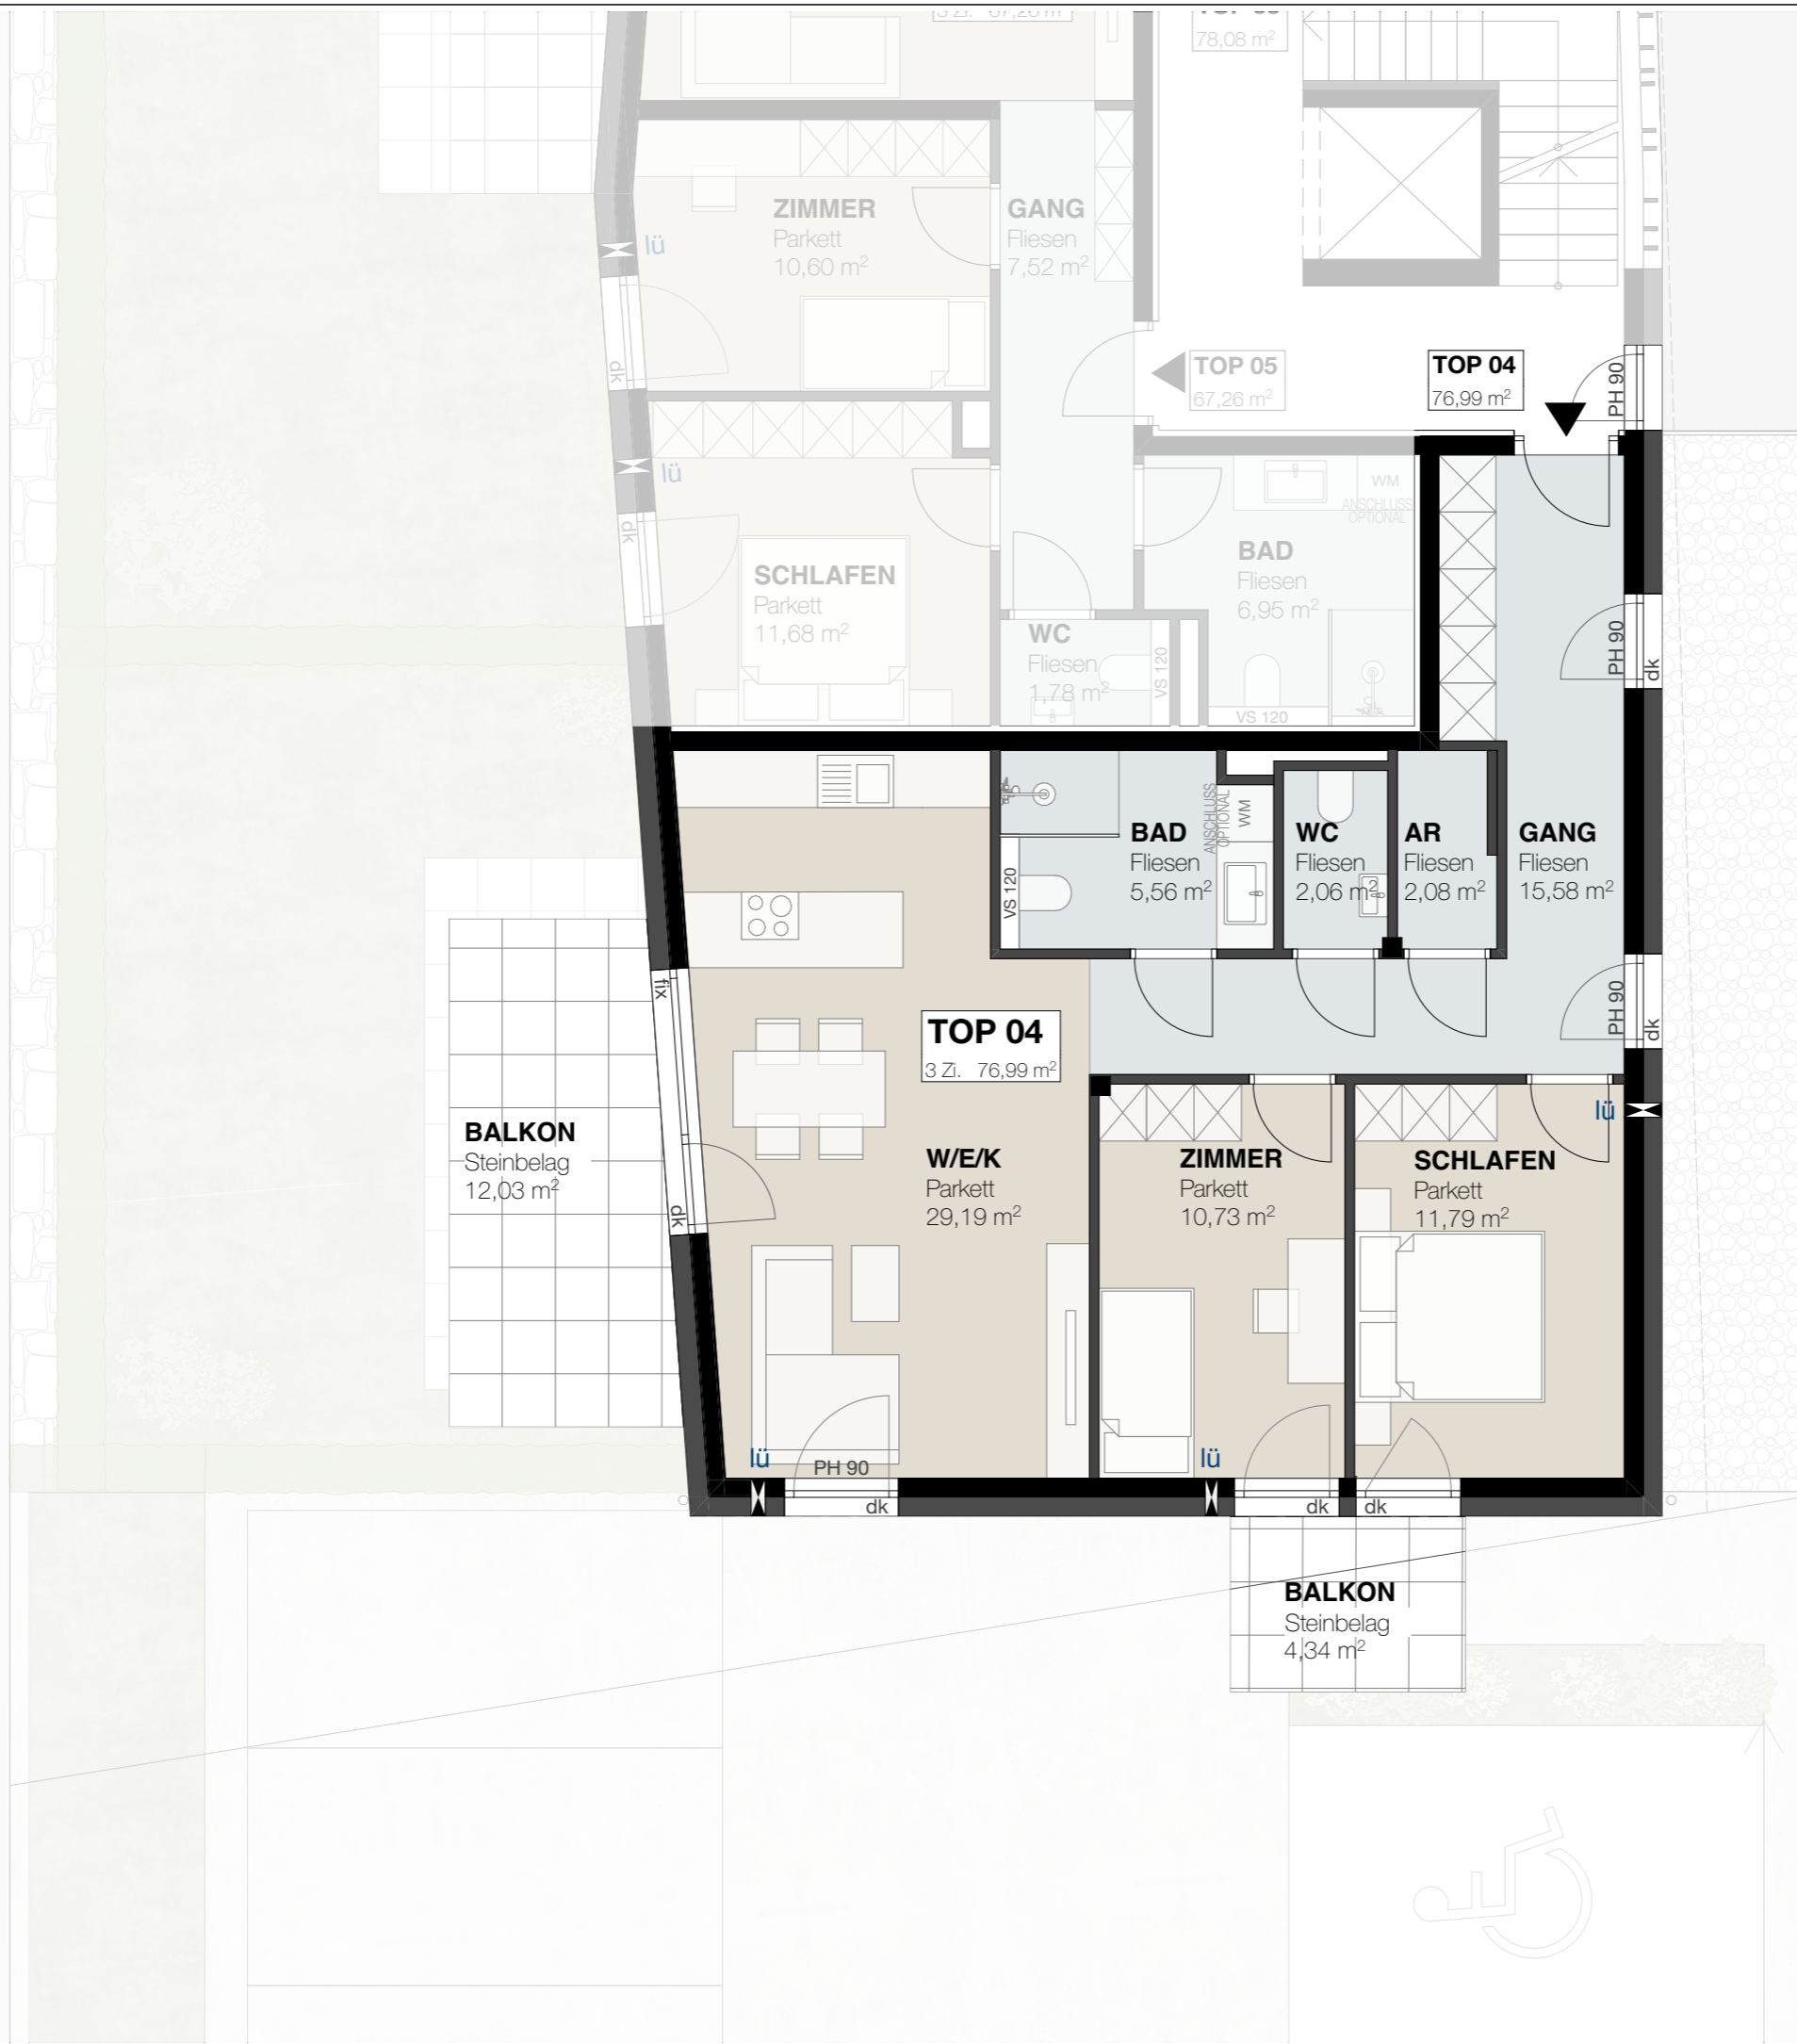 78,08 m²
ZIMMER
Parkett
10,60 m²
GANG
Fliesen
7,52 m²
lü
dk
TOP 05
67,26 m²
TOP 04
76,99 m²
PH 90
lü
dk
SCHLAFEN
Parkett
11,68 m²
WM
ANSCHLUSS
OPTIONAL
BAD
Fliesen
6,95 m²
WC
Fliesen
1,78 m²
VS 120
VS 120
PH 90
dk
BAD
Fliesen
5,56 m²
VS 120
ANSCHLUSS
OPTIONAL
WM
WC
Fliesen
2,06 m²
AR
Fliesen
2,08 m²
GANG
Fliesen
15,58 m²
fix
PH 90
dk
TOP 04
3 Zi. 76,99 m²
lü
BALKON
Steinbelag
12,03 m²
dk
W/E/K
Parkett
29,19 m²
ZIMMER
Parkett
10,73 m²
SCHLAFEN
Parkett
11,79 m²
lü
PH 90
dk
lü
dk
dk
BALKON
Steinbelag
4,34 m²